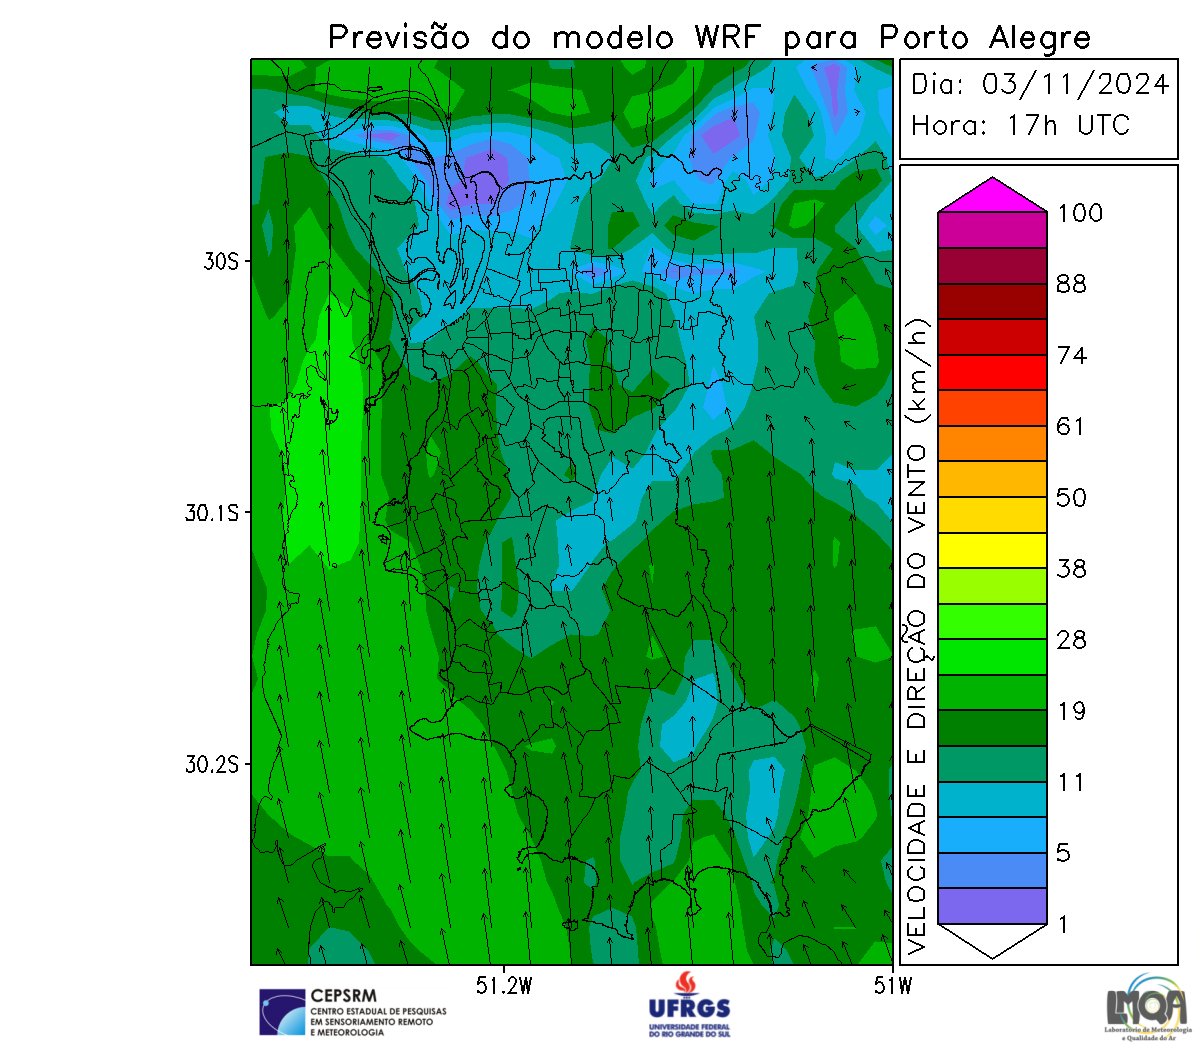 Previsão do modelo WRF para Porto Alegre
Dia: 03/11/2024
Hora: 17h UTC
30S
30.1S
30.2S
51.2W
51W
VELOCIDADE E DIREÇÃO DO VENTO (km/h)
100
88
74
61
50
38
28
19
11
5
1
CEPSRM
CENTRO ESTADUAL DE PESQUISAS
EM SENSORIAMENTO REMOTO
E METEOROLOGIA
UFRGS
UNIVERSIDADE FEDERAL
DO RIO GRANDE DO SUL
LMQA
Laboratório de Meteorologia
e Qualidade do Ar